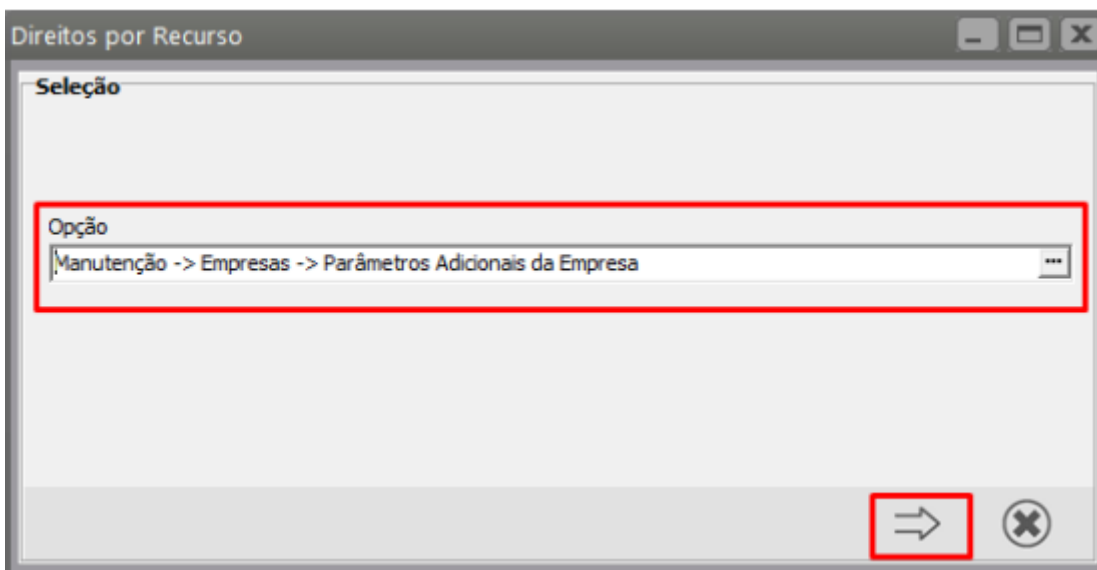 Direitos por Recurso
Seleção
Opção
Manutenção -> Empresas -> Parâmetros Adicionais da Empresa
...